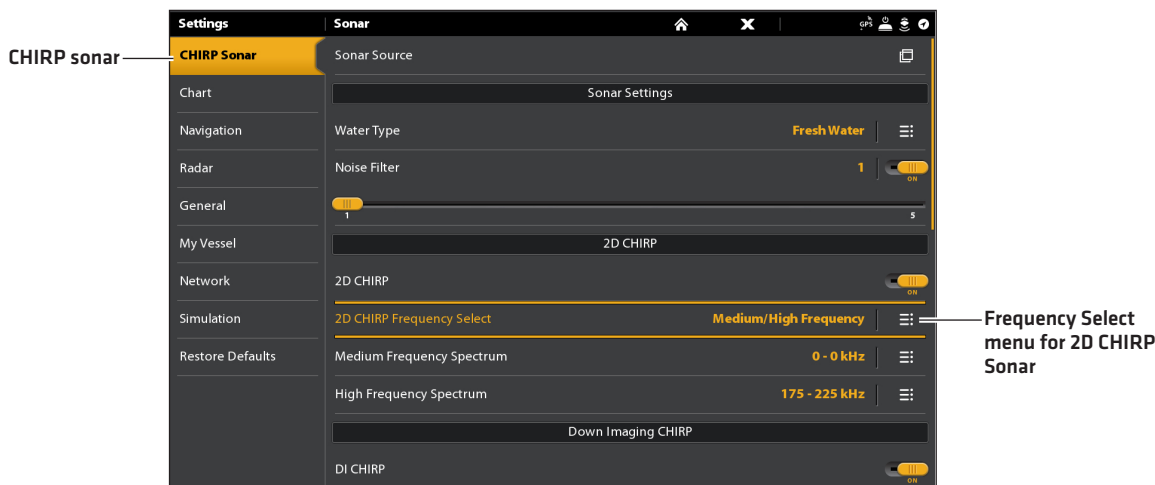 Settings
Sonar
GPS
CHIRP sonar
CHIRP Sonar
Sonar Source
Chart
Sonar Settings
Navigation
Water Type
Fresh Water
Radar
Noise Filter
1
ON
General
1
5
My Vessel
2D CHIRP
Network
2D CHIRP
ON
Simulation
2D CHIRP Frequency Select
Medium/High Frequency
Frequency Select
menu for 2D CHIRP
Sonar
Restore Defaults
Medium Frequency Spectrum
0 - 0 kHz
High Frequency Spectrum
175 - 225 kHz
Down Imaging CHIRP
DI CHIRP
ON